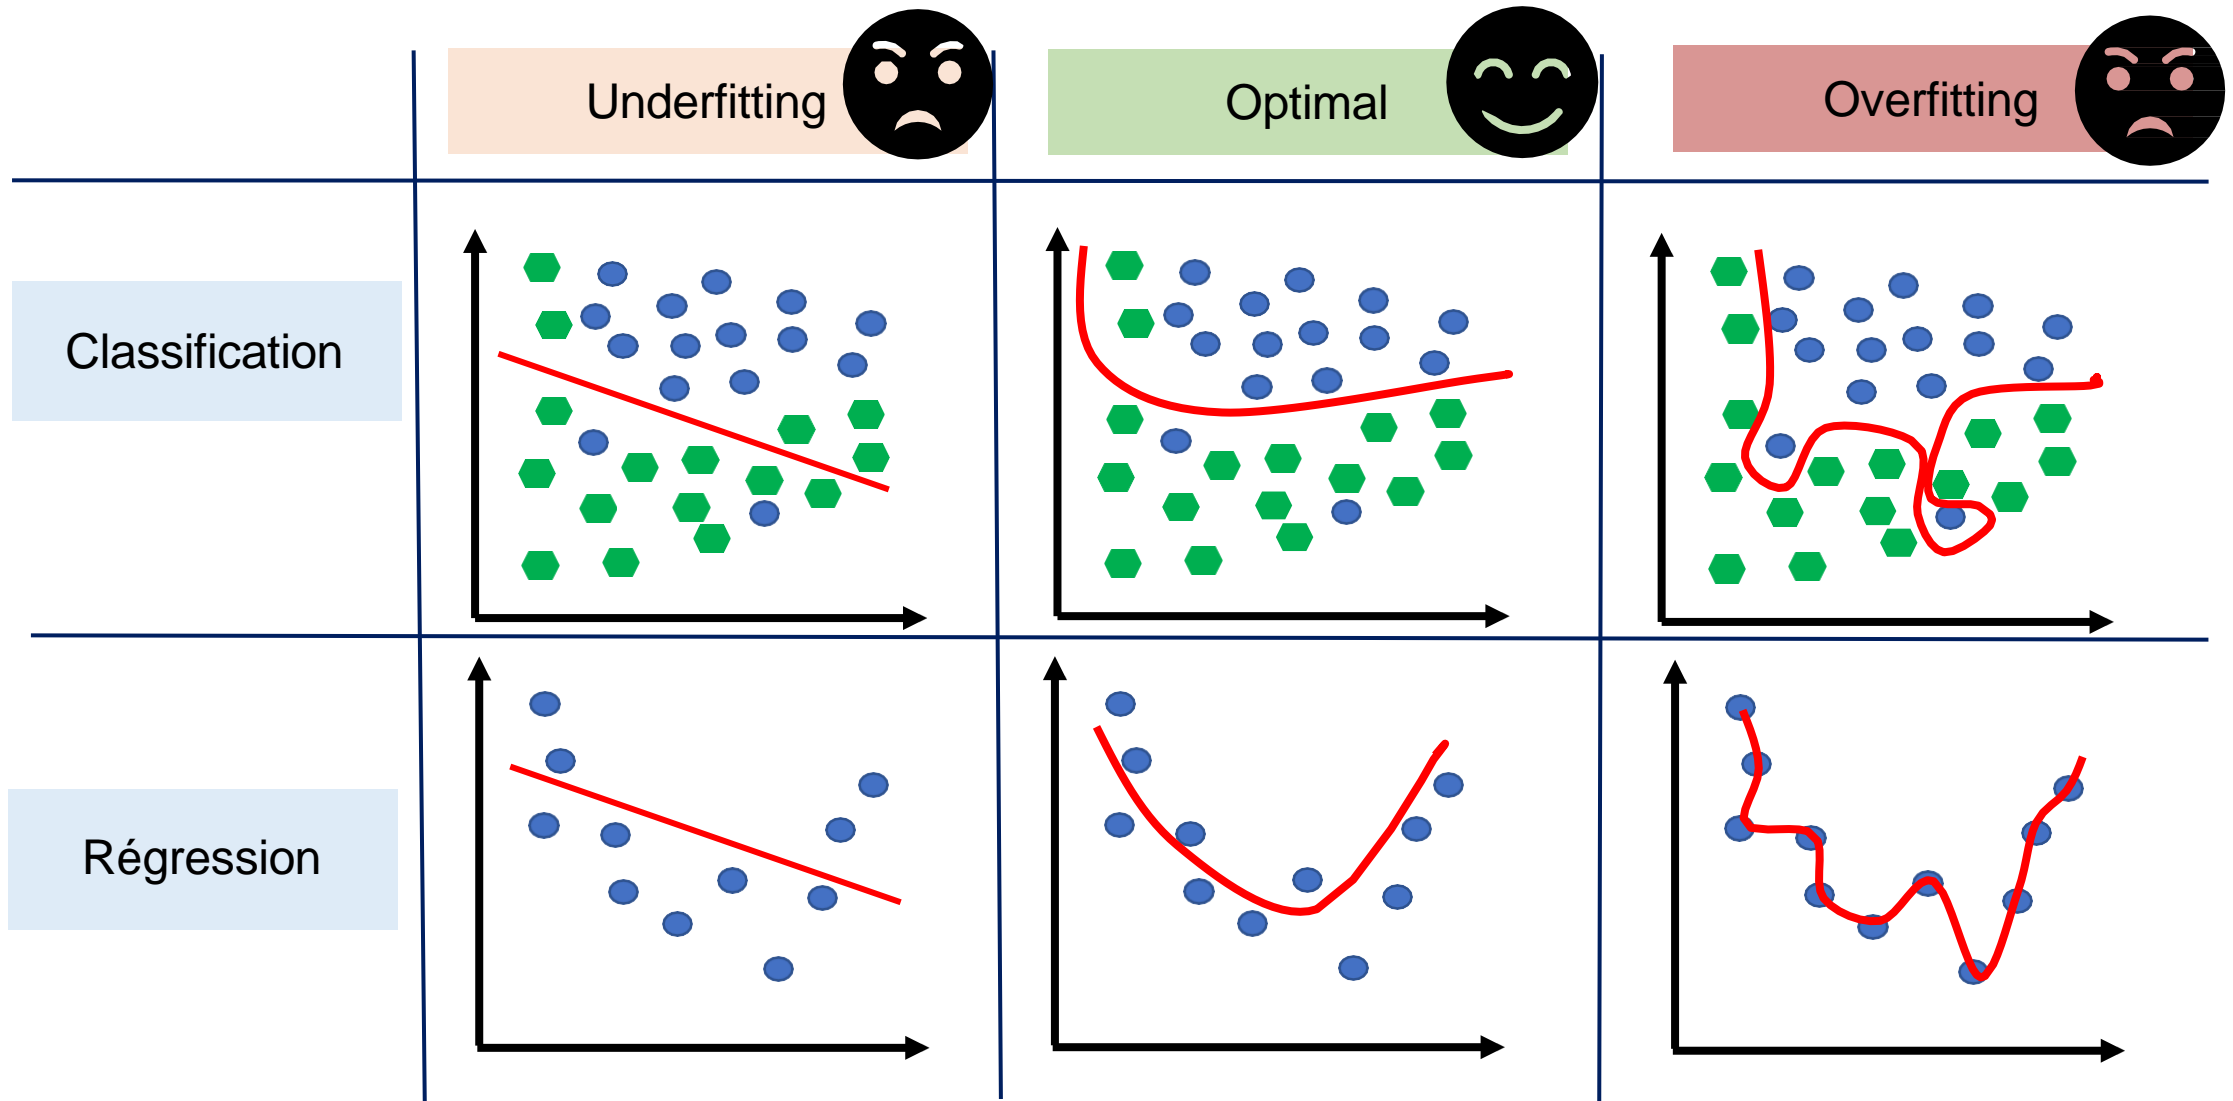 Underfitting
Optimal
Overfitting
Classification
Régression